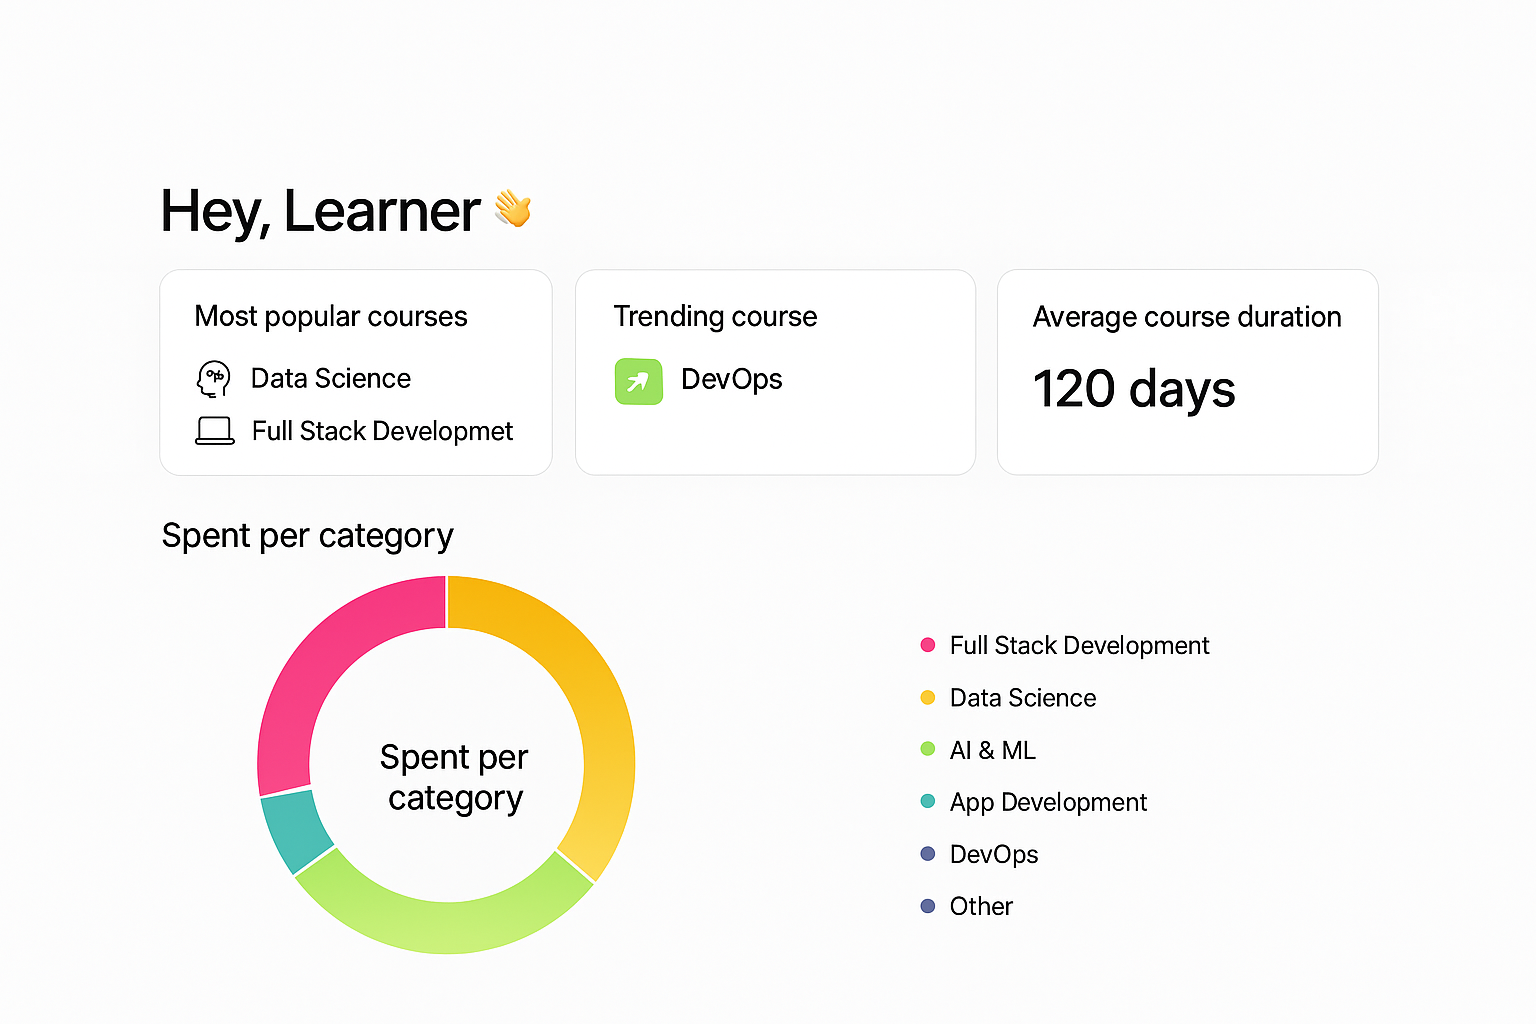 Hey, Learner 👋
Most popular courses
Data Science
Full Stack Developmet
Trending course
DevOps
Average course duration
120 days
Spent per category
Spent per
category
Full Stack Development
Data Science
AI & ML
App Development
DevOps
Other